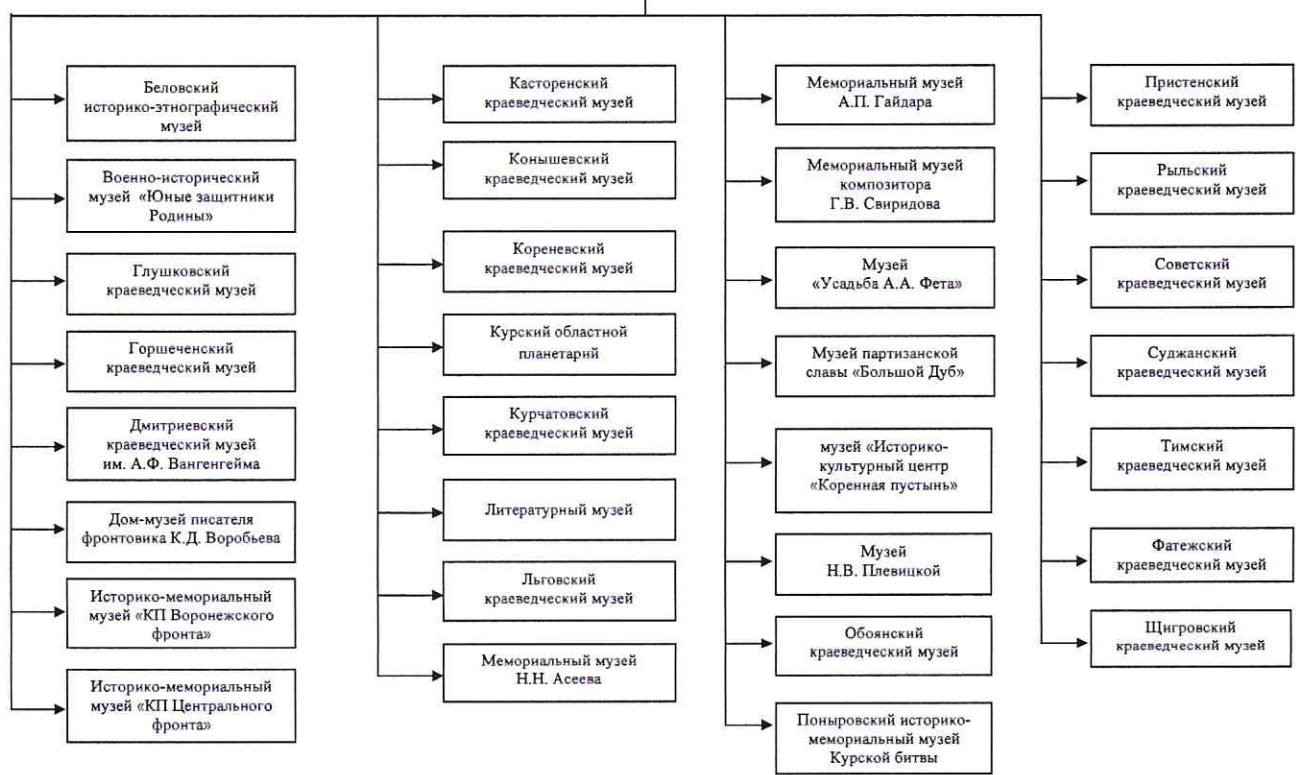 Беловский
историко-этнографический
музей
Военно-исторический
музей «Юные защитники
Родины»
Глушковский
краеведческий музей
Горшеченский
краеведческий музей
Дмитриевский
краеведческий музей
им. А.Ф. Вангенгейма
Дом-музей писателя
фронтовика К.Д. Воробьева
Историко-мемориальный
музей «КП Воронежского
фронта»
Историко-мемориальный
музей «КП Центрального
фронта»
Касторенский
краеведческий музей
Конышевский
краеведческий музей
Кореневский
краеведческий музей
Курский областной
планетарий
Курчатовский
краеведческий музей
Литературный музей
Льговский
краеведческий музей
Мемориальный музей
Н.Н. Асеева
Мемориальный музей
А.П. Гайдара
Мемориальный музей
композитора
Г.В. Свиридова
Музей
«Усадьба А.А. Фета»
Музей партизанской
славы «Большой Дуб»
музей «Историко-
культурный центр
«Коренная пустынь»
Музей
Н.В. Плевицкой
Обоянский
краеведческий музей
Поныровский историко-
мемориальный музей
Курской битвы
Пристенский
краеведческий музей
Рыльский
краеведческий музей
Советский
краеведческий музей
Суджанский
краеведческий музей
Тимский
краеведческий музей
Фатежский
краеведческий музей
Щигровский
краеведческий музей